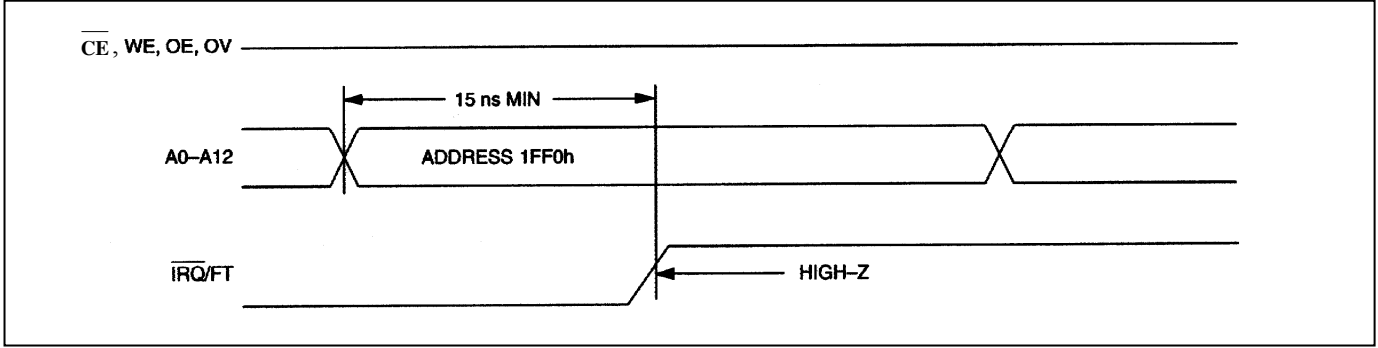 CE, WE, OE, OV
15 ns MIN
A0–A12
ADDRESS 1FF0h
IRQ/FT
HIGH–Z